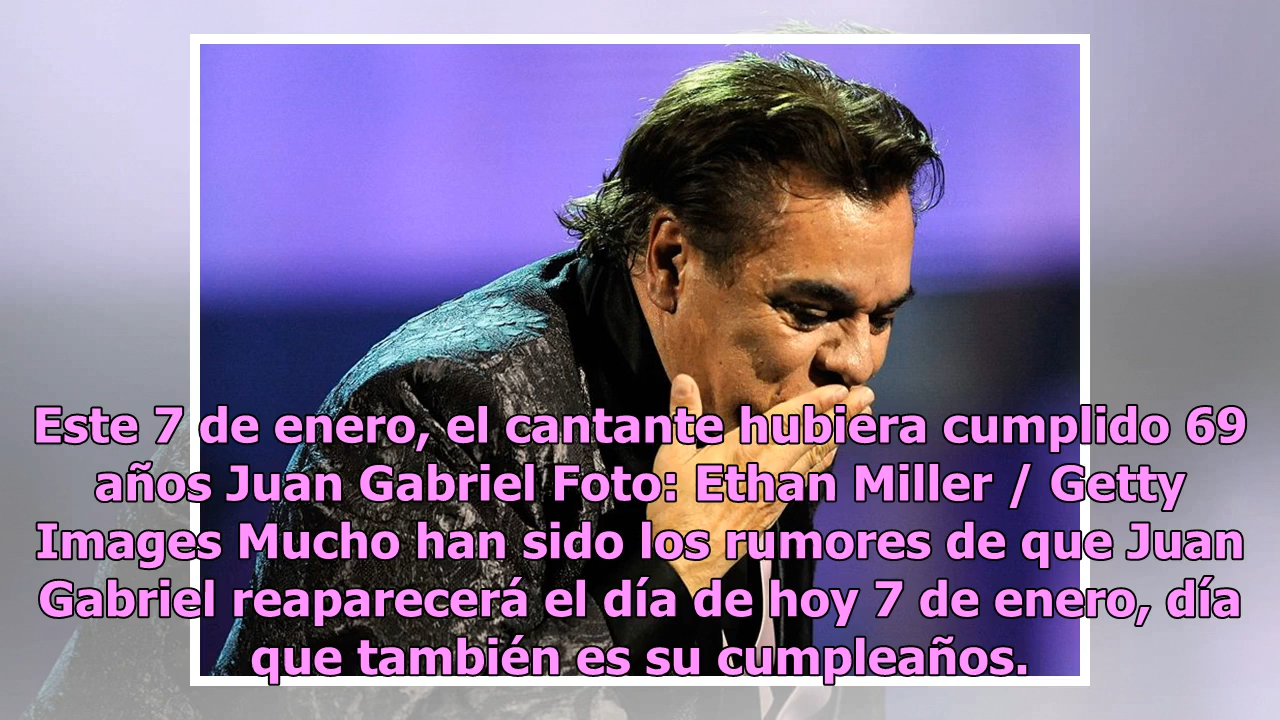 Este 7 de enero, el cantante hubiera cumplido 69
años Juan Gabriel Foto: Ethan Miller / Getty
Images Mucho han sido los rumores de que Juan
Gabriel reaparecerá el día de hoy 7 de enero, día
que también es su cumpleaños.